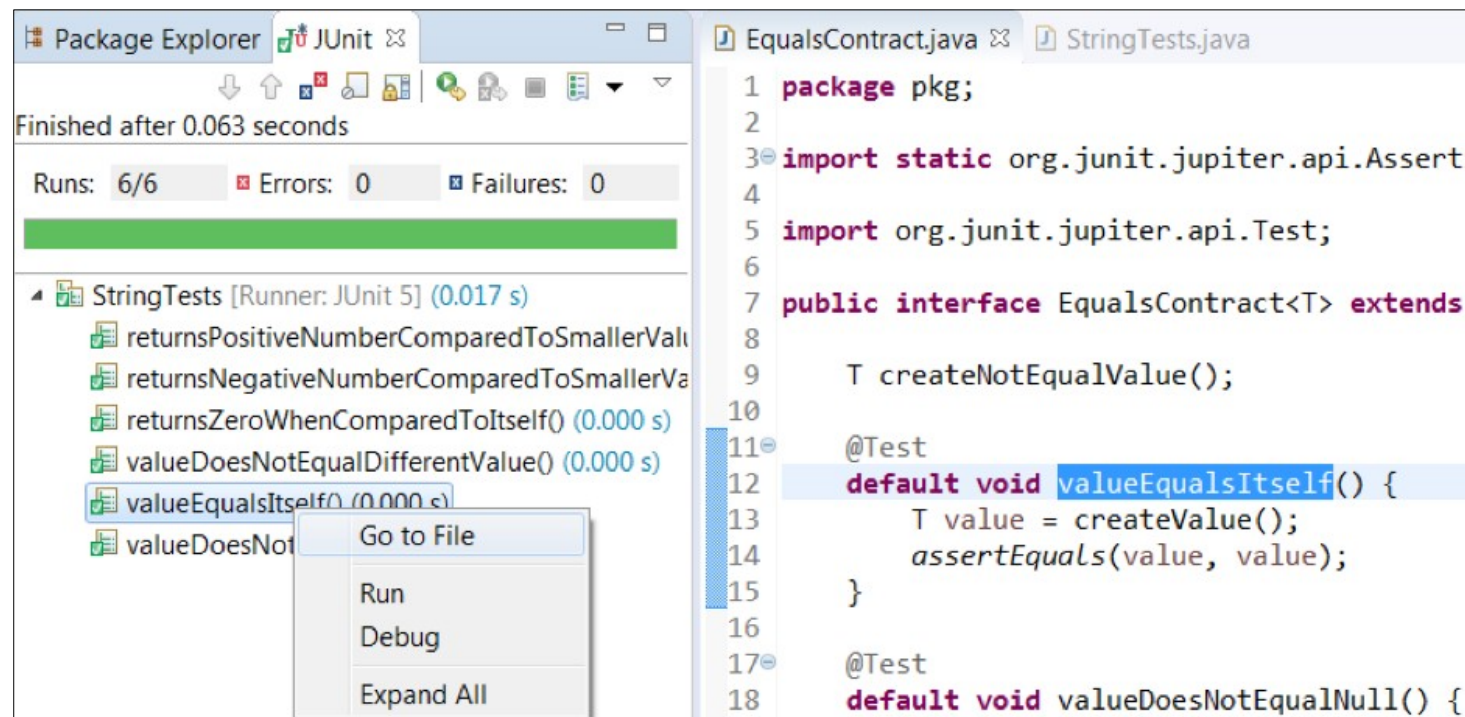 Package Explorer JUnit
Finished after 0.063 seconds
Runs: 6/6 Errors: 0 Failures: 0
StringTests [Runner: JUnit 5] (0.017 s)
returnsPositiveNumberComparedToSmallerValu
returnsNegativeNumberComparedToSmallerVa
returnsZeroWhenComparedToItself() (0.000 s)
valueDoesNotEqualDifferentValue() (0.000 s)
valueEqualsItself() (0.000 s)
valueDoesNot
Go to File
Run
Debug
Expand All
EqualsContract.java StringTests.java
1 package pkg;
2
3 import static org.junit.jupiter.api.Assert
4
5 import org.junit.jupiter.api.Test;
6
7 public interface EqualsContract<T> extends
8
9 T createNotEqualValue();
10
11 @Test
12 default void valueEqualsItself() {
13 T value = createValue();
14 assertEquals(value, value);
15 }
16
17 @Test
18 default void valueDoesNotEqualNull() {